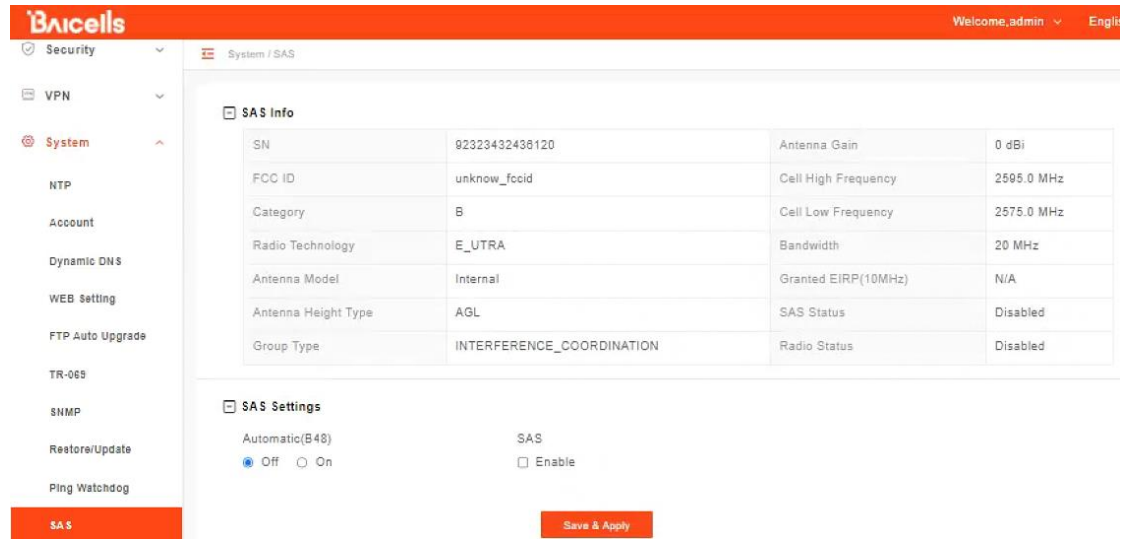 BAICELLS
Welcome,admin
Security
System / SAS
VPN
SAS Info
SN 92323432436120 Antenna Gain 0 dBi
System
FCC ID unknow_fccid Cell High Frequency 2595.0 MHz
NTP
Category B Cell Low Frequency 2575.0 MHz
Account
Radio Technology E_UTRA Bandwidth 20 MHz
Dynamic DNS
Antenna Model Internal Granted EIRP(10MHz) N/A
WEB Setting
Antenna Height Type AGL SAS Status Disabled
FTP Auto Upgrade
Group Type INTERFERENCE_COORDINATION Radio Status Disabled
TR-069
SAS Settings
SNMP
Automatic(B48) SAS
Restore/Update
Off On Enable
Ping Watchdog
SAS
Save & Apply